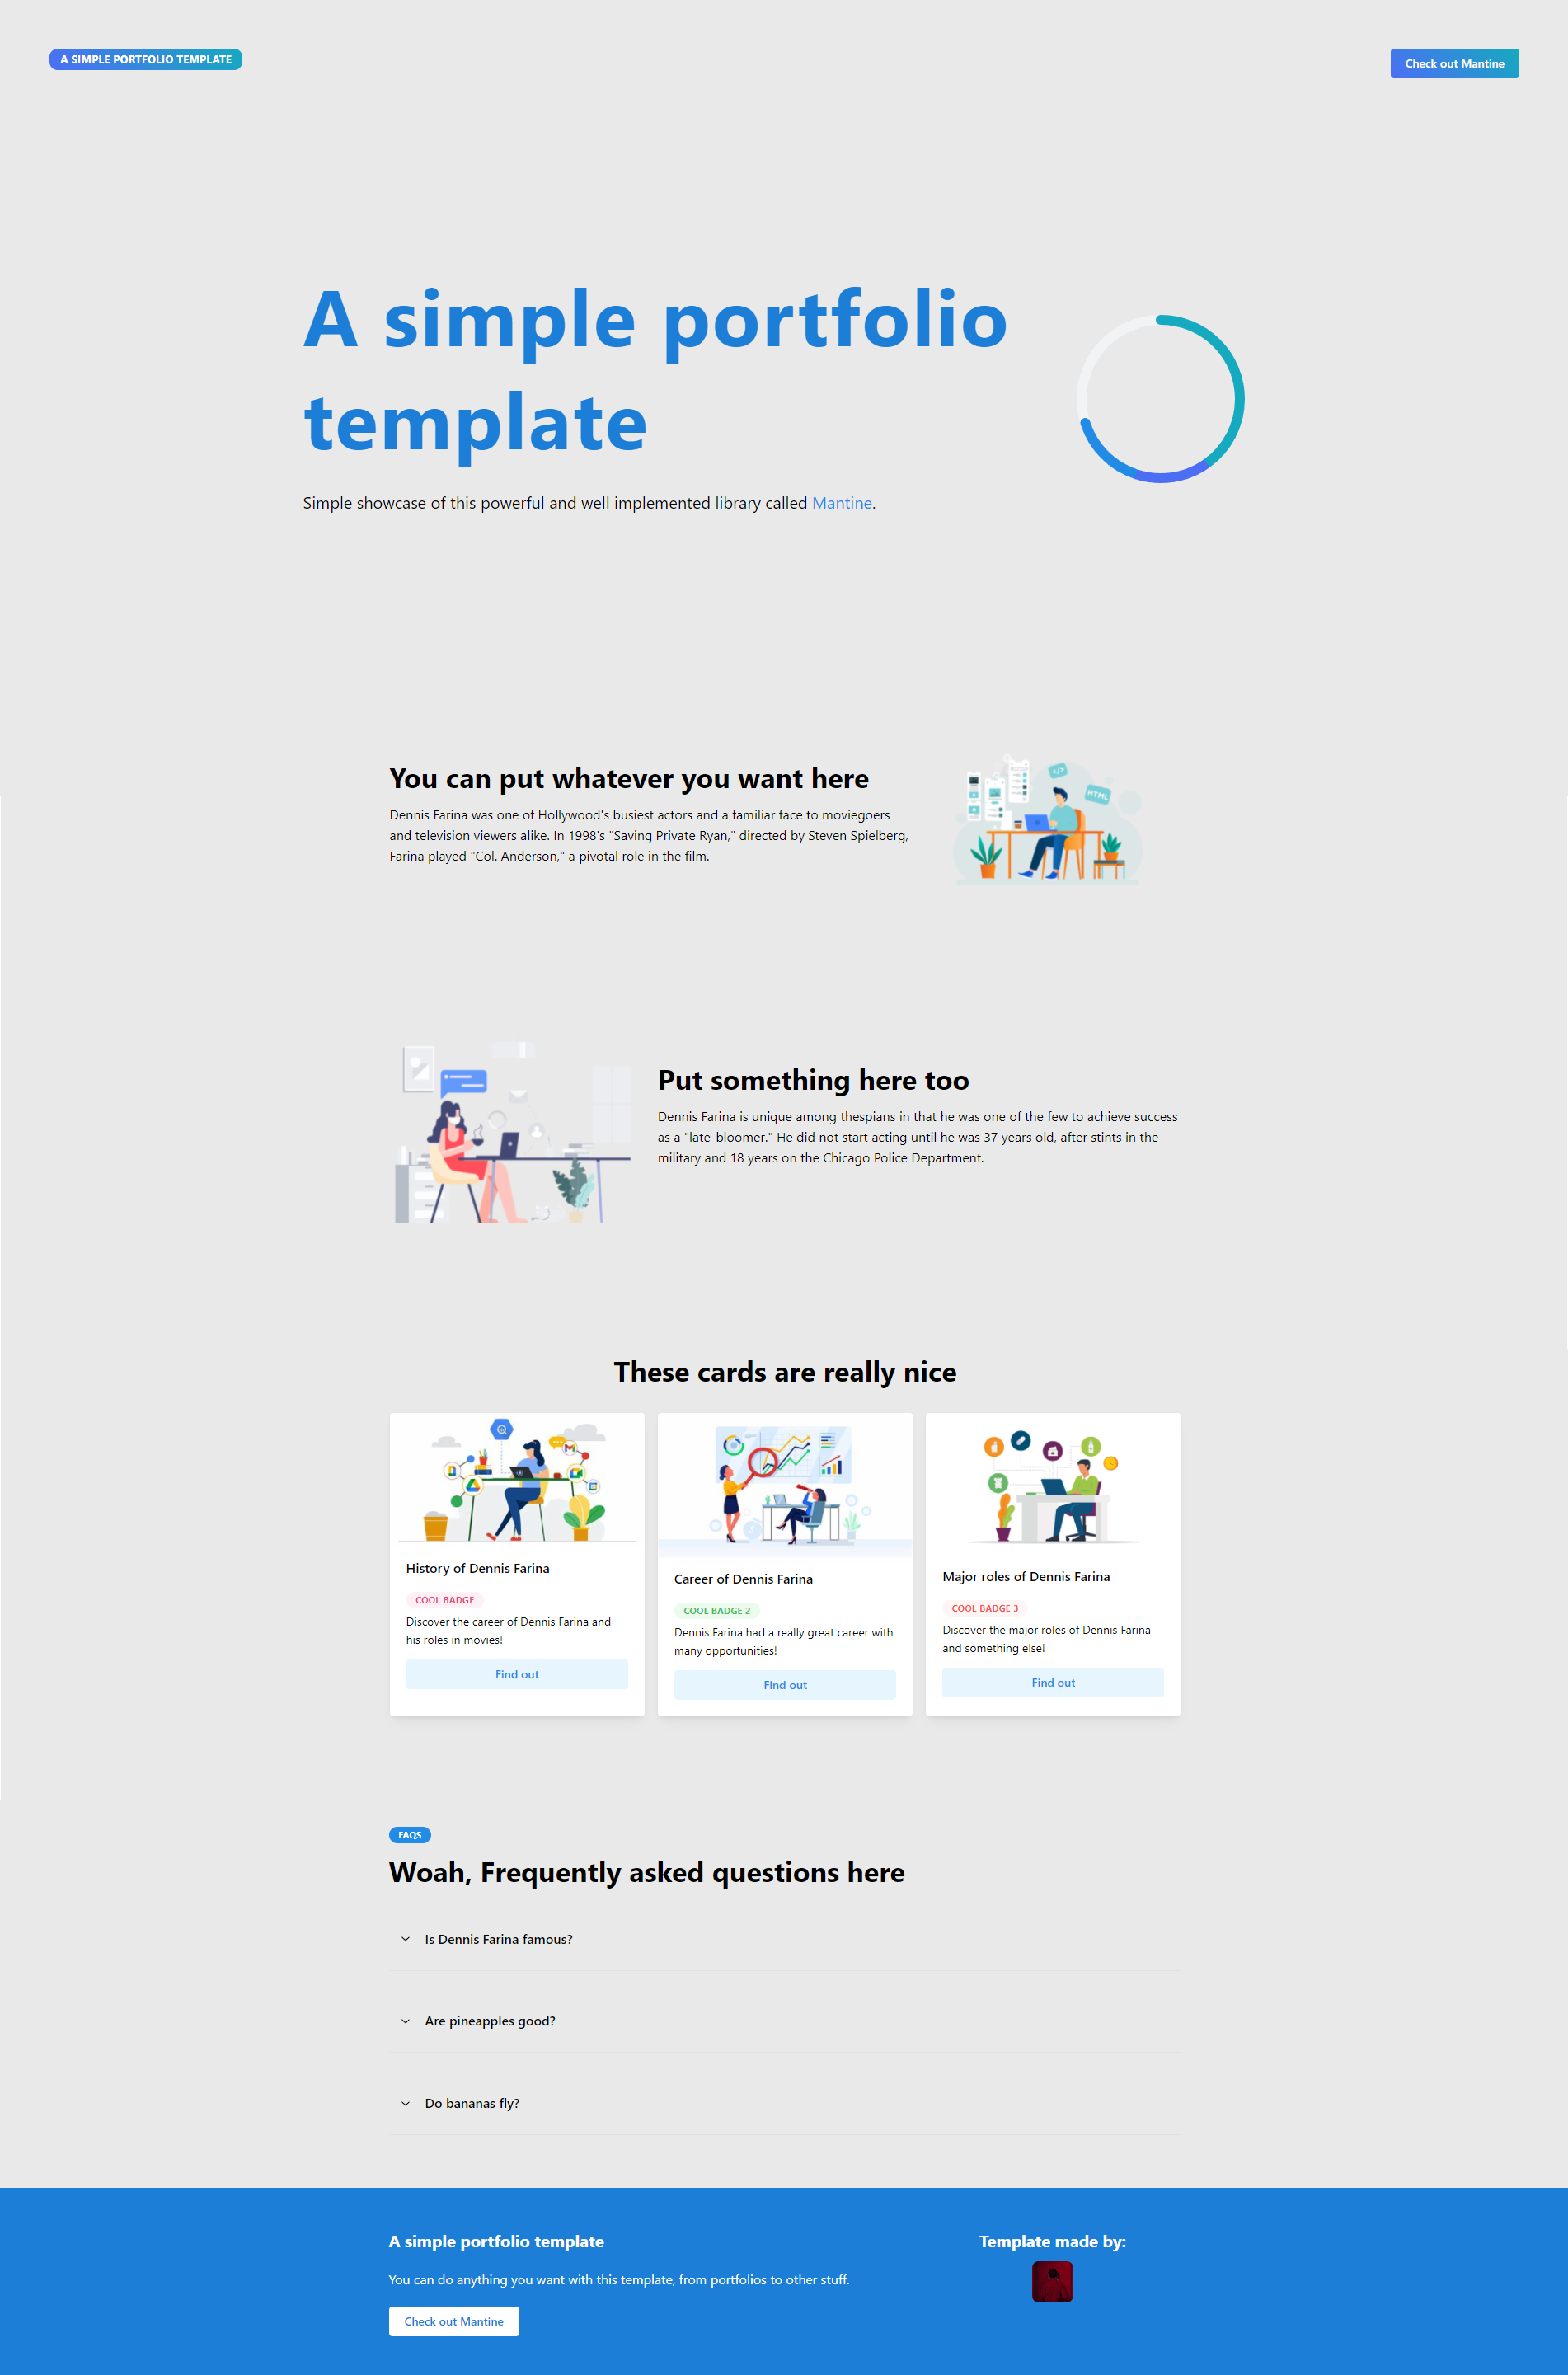 A SIMPLE PORTFOLIO TEMPLATE
Check out Mantine
A simple portfolio
template
Simple showcase of this powerful and well implemented library called Mantine.
You can put whatever you want here
Dennis Farina was one of Hollywood's busiest actors and a familiar face to moviegoers
and television viewers alike. In 1998's "Saving Private Ryan," directed by Steven Spielberg,
Farina played "Col. Anderson," a pivotal role in the film.
</>
HTML
Put something here too
Dennis Farina is unique among thespians in that he was one of the few to achieve success
as a "late-bloomer." He did not start acting until he was 37 years old, after stints in the
military and 18 years on the Chicago Police Department.
These cards are really nice
History of Dennis Farina
COOL BADGE
Discover the career of Dennis Farina and
his roles in movies!
Find out
Career of Dennis Farina
COOL BADGE 2
Dennis Farina had a really great career with
many opportunities!
Find out
Major roles of Dennis Farina
COOL BADGE 3
Discover the major roles of Dennis Farina
and something else!
Find out
FAQS
Woah, Frequently asked questions here
Is Dennis Farina famous?
Are pineapples good?
Do bananas fly?
A simple portfolio template
You can do anything you want with this template, from portfolios to other stuff.
Check out Mantine
Template made by: